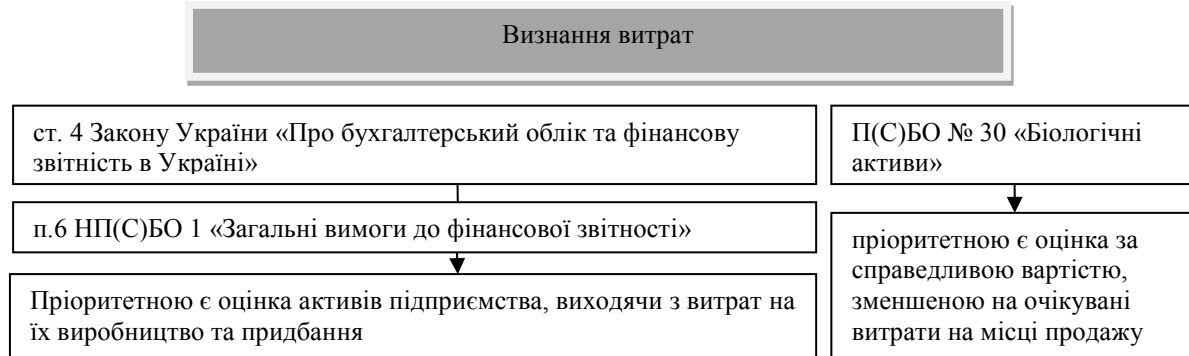 Визнання витрат
ст. 4 Закону України «Про бухгалтерський облік та фінансову
звітність в Україні»
п.6 НП(С)БО 1 «Загальні вимоги до фінансової звітності»
Пріоритетною є оцінка активів підприємства, виходячи з витрат на
їх виробництво та придбання
П(С)БО № 30 «Біологічні
активи»
пріоритетною є оцінка за
справедливою вартістю,
зменшеною на очікувані
витрати на місці продажу